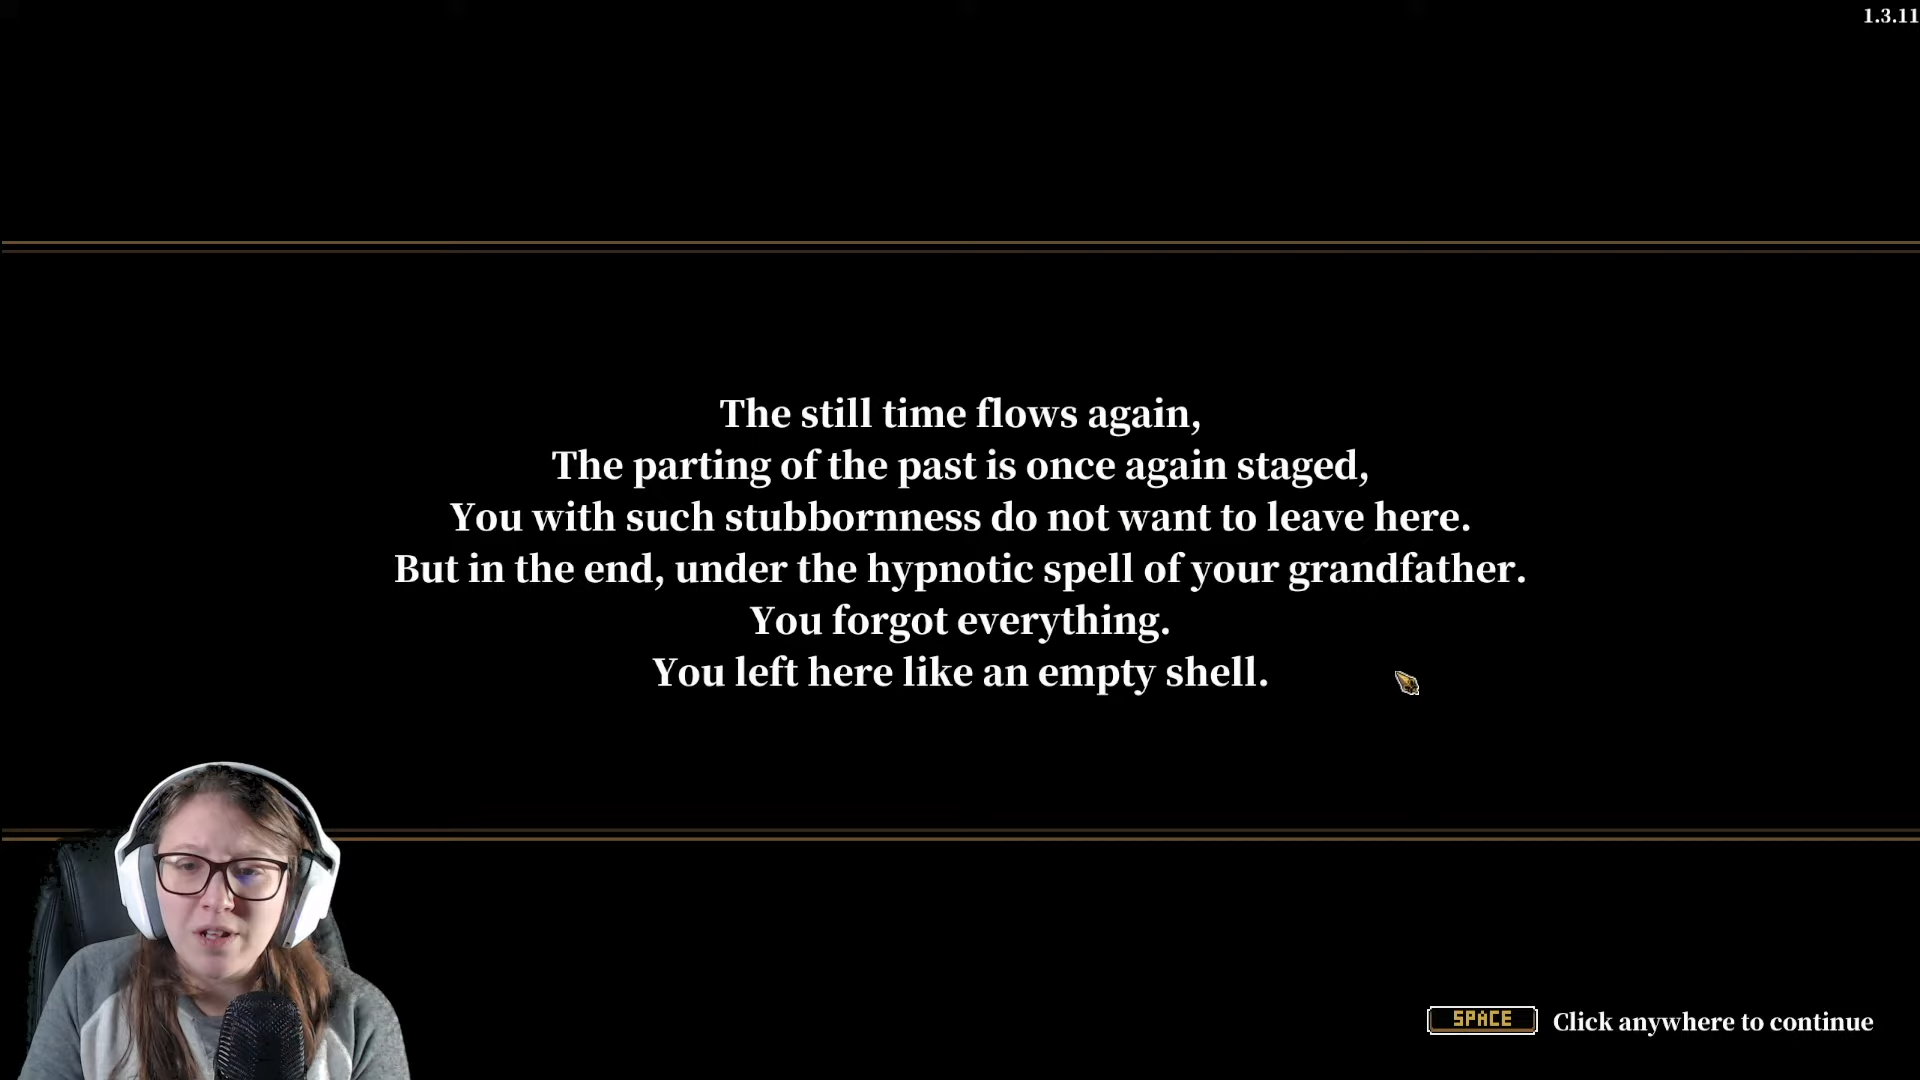 1.3.11
The still time flows again,
The parting of the past is once again staged,
You with such stubbornness do not want to leave here.
But in the end, under the hypnotic spell of your grandfather.
You forgot everything.
You left here like an empty shell.
SPACE Click anywhere to continue